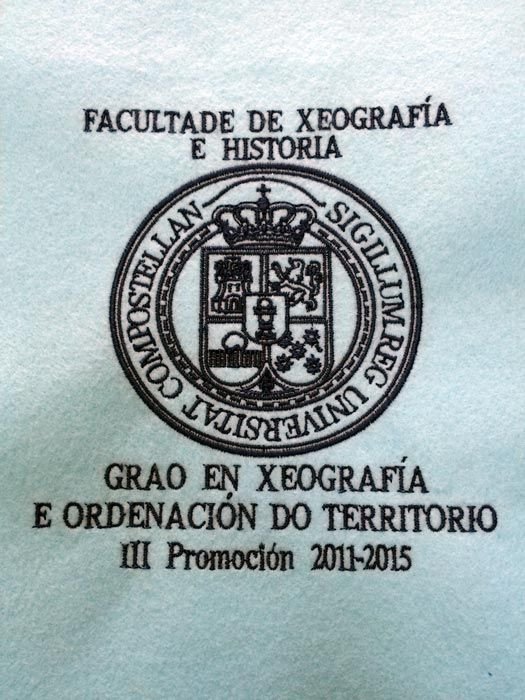 FACULTADE DE XEOGRAFÍA
E HISTORIA
SIGILLUM REG UNIVERSITAT COMPOSTELLAN
GRAO EN XEOGRAFÍA
E ORDENACIÓN DO TERRITORIO
III Promoción 2011-2015